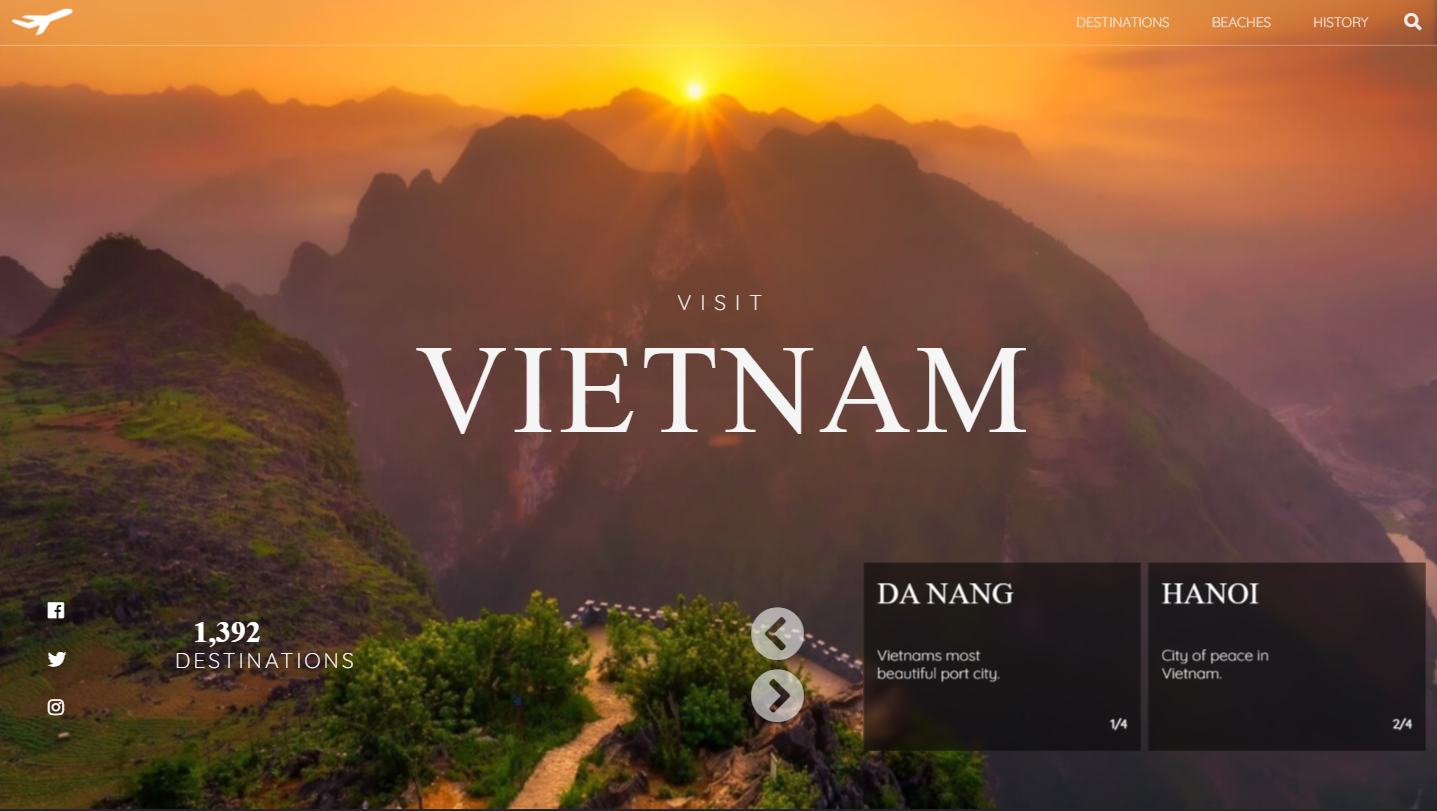 DESTINATIONS BEACHES HISTORY
VISIT
VIETNAM
1,392
DESTINATIONS
DA NANG
Vietnams most
beautiful port city.
1/4
HANOI
City of peace in
Vietnam.
2/4